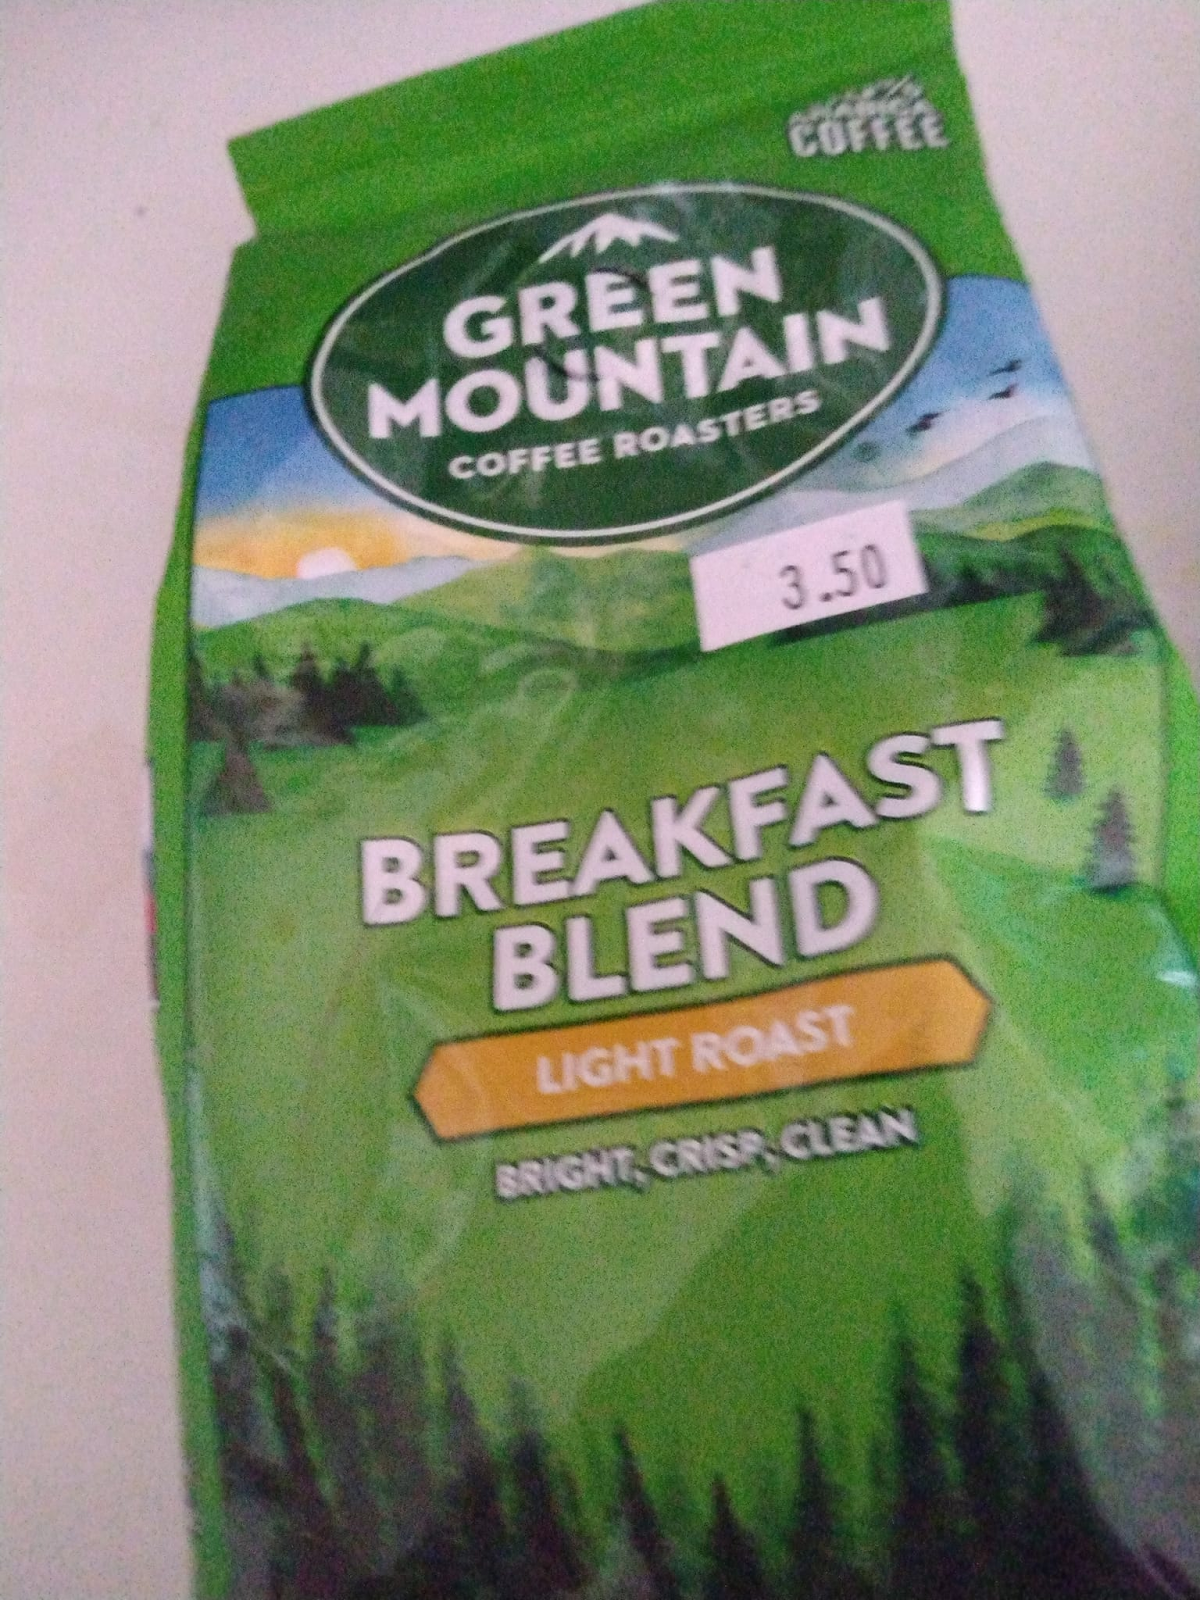 COFFEE
GREEN
MOUNTAIN
COFFEE ROASTERS
3.50
BREAKFAST
BLEND
LIGHT ROAST
BRIGHT, CRISP, CLEAN